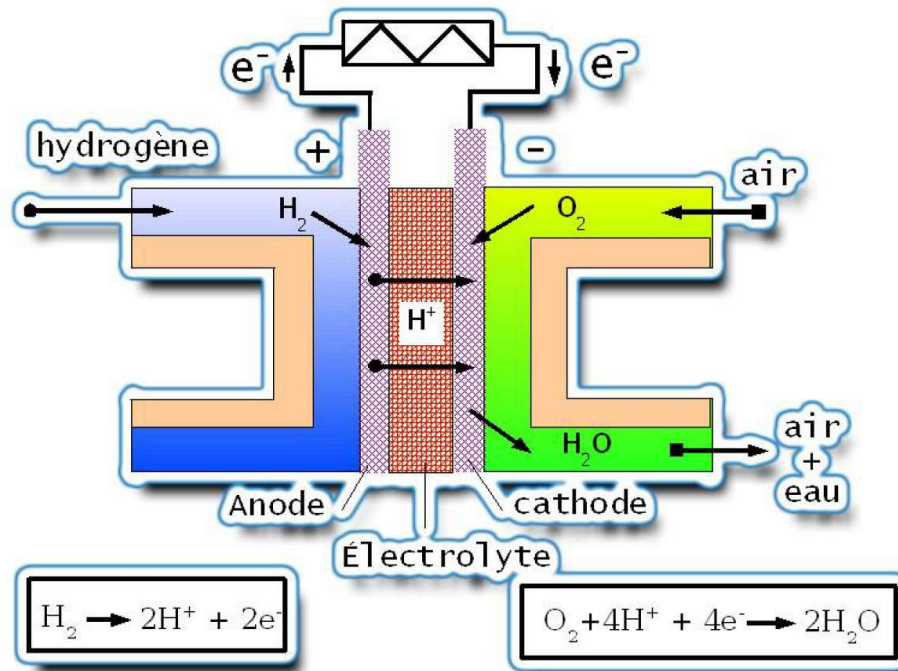 e⁻
e⁻
hydrogène
+
-
air
H₂
O₂
H⁺
H₂O
air
+
eau
Anode
cathode
Électrolyte
H₂ → 2H⁺ + 2e⁻
O₂+4H⁺ + 4e⁻ → 2H₂O